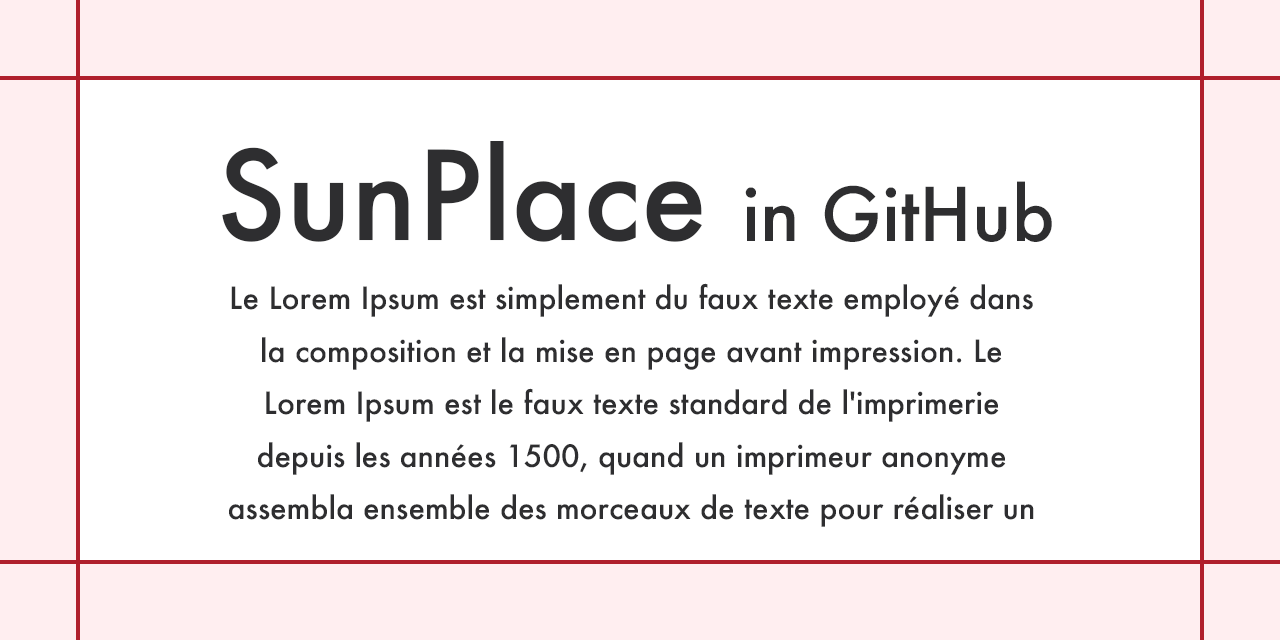 SunPlace in GitHub
Le Lorem Ipsum est simplement du faux texte employé dans
la composition et la mise en page avant impression. Le
Lorem Ipsum est le faux texte standard de l'imprimerie
depuis les années 1500, quand un imprimeur anonyme
assembla ensemble des morceaux de texte pour réaliser un